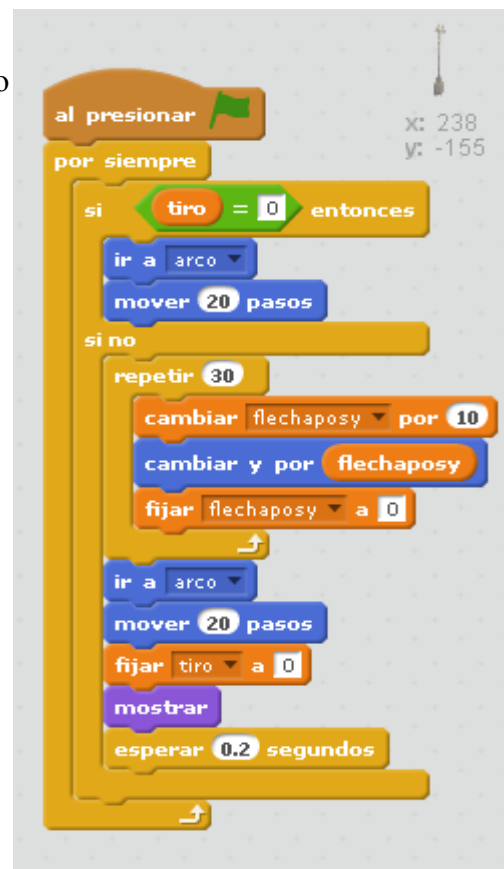 o
al presionar
x: 238
y: -155
por siempre
si tiro = 0 entonces
ir a arco
mover 20 pasos
si no
repetir 30
cambiar flechaposy por 10
cambiar y por flechaposy
fijar flechaposy a 0
ir a arco
mover 20 pasos
fijar tiro a 0
mostrar
esperar 0.2 segundos